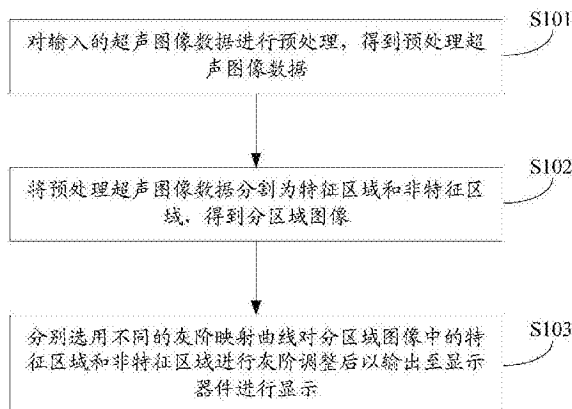 S101
对输入的超声图像数据进行预处理，得到预处理超
声图像数据
S102
将预处理超声图像数据分割为特征区域和非特征区
域，得到分区域图像
S103
分别选用不同的灰阶映射曲线对分区域图像中的特
征区域和非特征区域进行灰阶调整后以输出至显示
器件进行显示